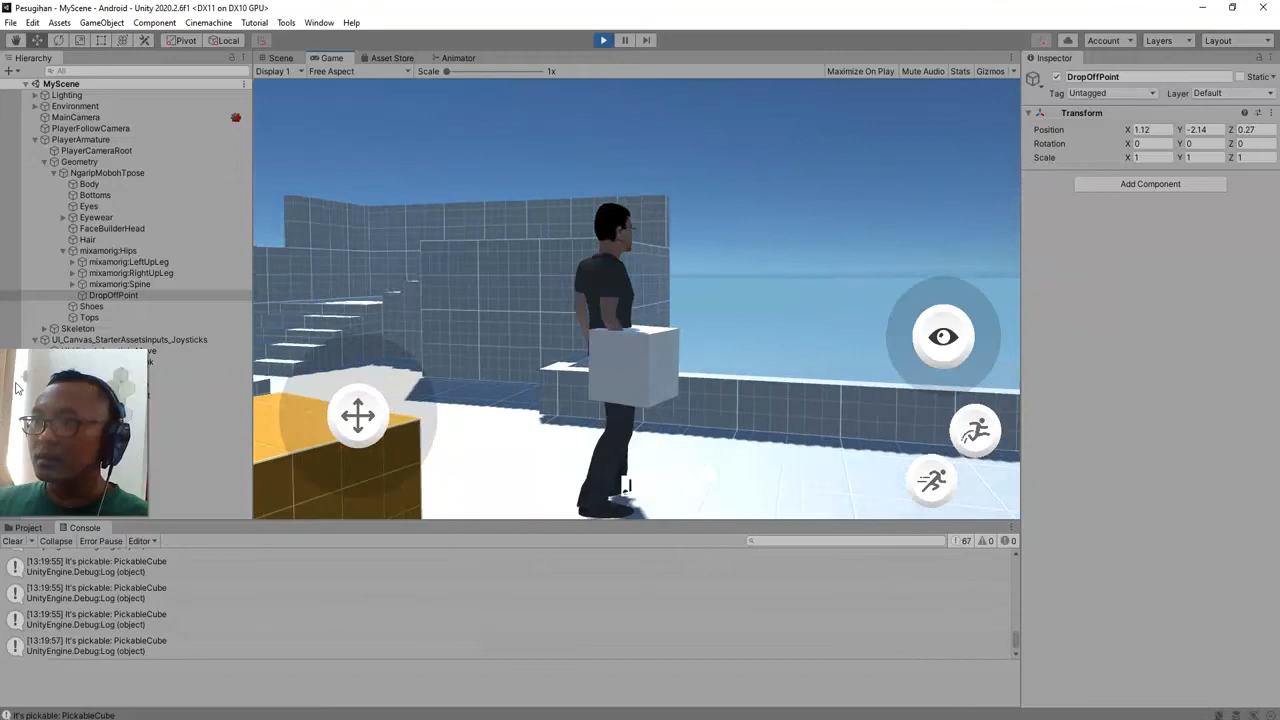 Pesugihan - MyScene - Android - Unity 2020.2.6f1 <DX11 on DX10 GPU>
File Edit Assets GameObject Component Cinemachine Tutorial Tools Window Help
Pivot Local Account Layers Layout
Hierarchy
All
Scene Game Asset Store Animator
Display 1 Free Aspect Scale 1x Maximize On Play Mute Audio Stats Gizmos
MyScene
Lighting
Environment
MainCamera
PlayerFollowCamera
PlayerArmature
PlayerCameraRoot
Geometry
NgaripMobohTpose
Body
Bottoms
Eyes
Eyewear
FaceBuilderHead
Hair
mixamorig:Hips
mixamorig:LeftUpLeg
mixamorig:RightUpLeg
mixamorig:Spine
DropOffPoint
Shoes
Tops
Skeleton
UI_Canvas_StarterAssetsInputs_Joysticks
Inspector
DropOffPoint Static
Tag Untagged Layer Default
Transform
Position X 1.12 Y -2.14 Z 0.27
Rotation X 0 Y 0 Z 0
Scale X 1 Y 1 Z 1
Add Component
Project Console
Clear Collapse Error Pause Editor 67 0 0
[13:19:55] It's pickable: PickableCube
UnityEngine.Debug:Log (object)
[13:19:55] It's pickable: PickableCube
UnityEngine.Debug:Log (object)
[13:19:55] It's pickable: PickableCube
UnityEngine.Debug:Log (object)
[13:19:57] It's pickable: PickableCube
UnityEngine.Debug:Log (object)
It's pickable: PickableCube